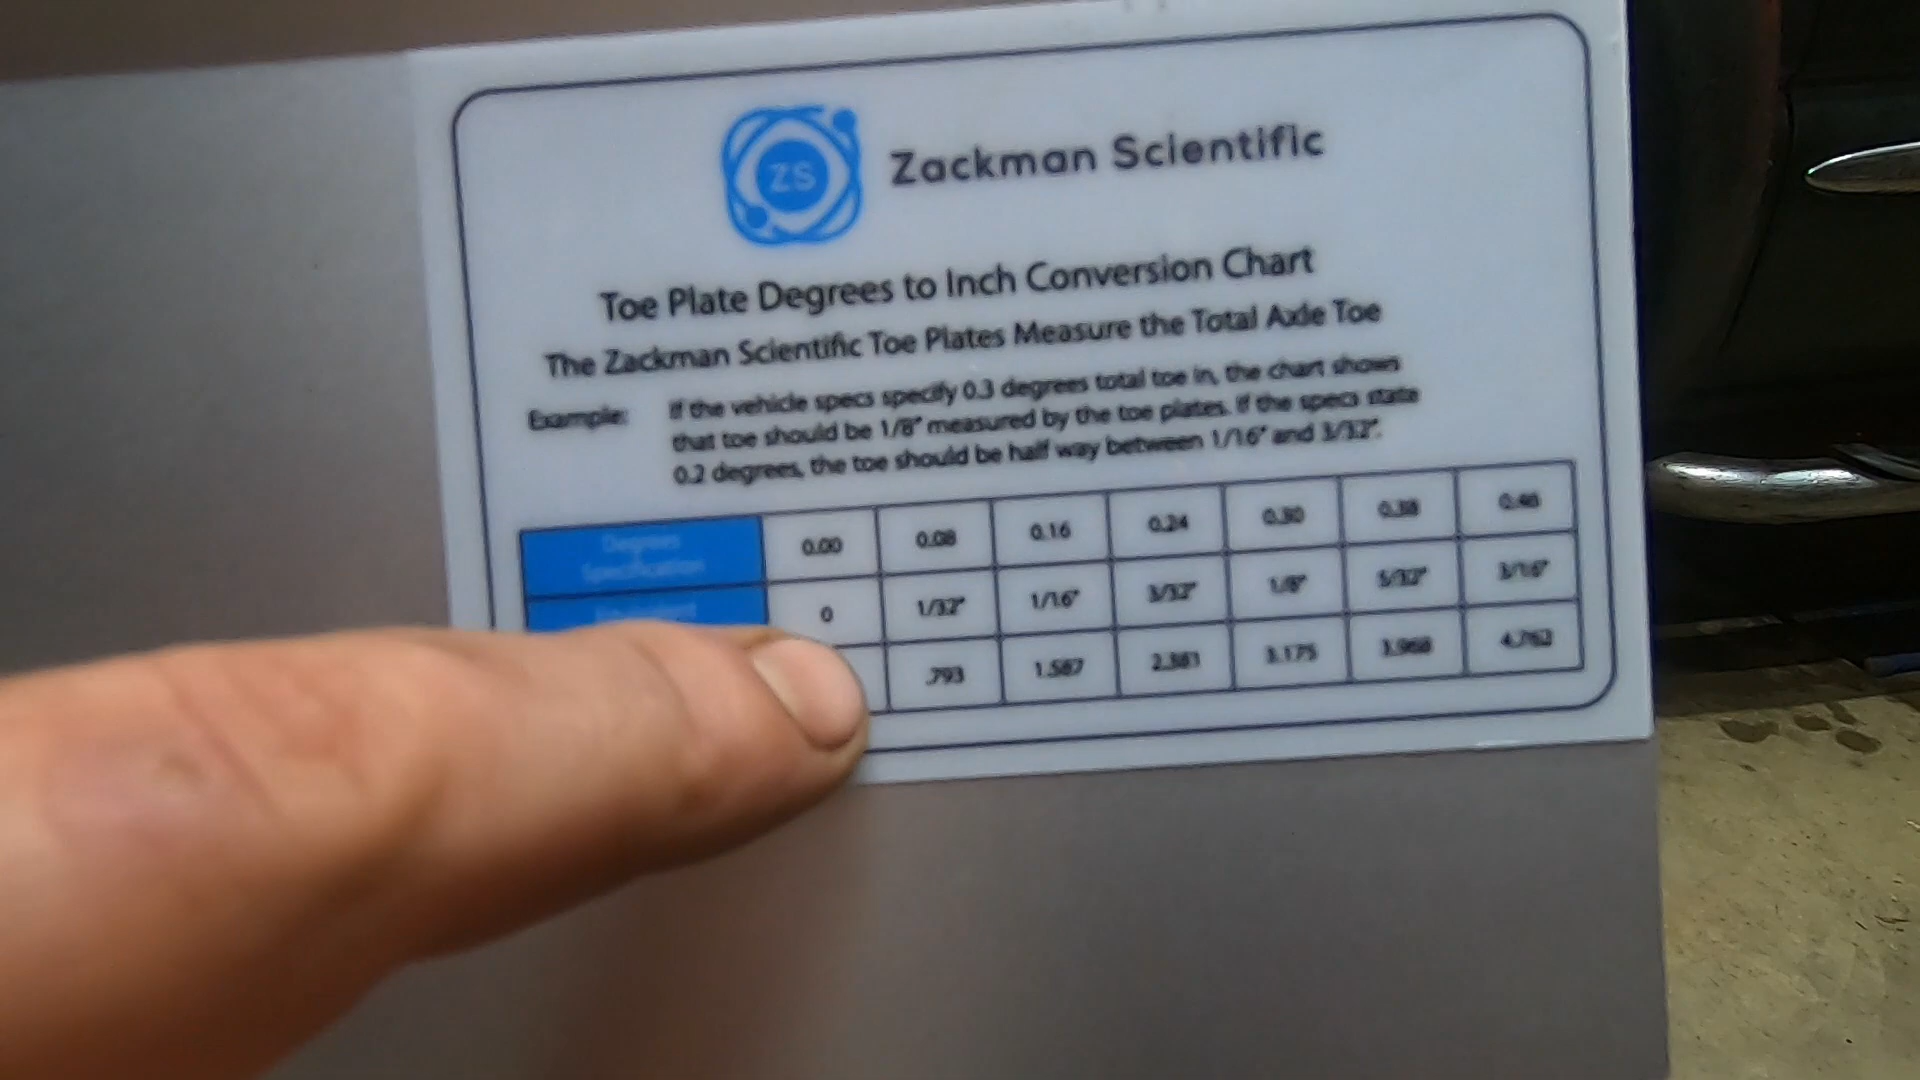 ZS
Zackman Scientific
Toe Plate Degrees to Inch Conversion Chart
The Zackman Scientific Toe Plates Measure the Total Axle Toe
Example: If the vehicle specs specify 0.3 degrees total toe in, the chart shows
that toe should be 1/8" measured by the toe plates. If the specs state
0.2 degrees, the toe should be half way between 1/16" and 3/32".
Degrees Specification 0.00 0.08 0.16 0.24 0.30 0.38 0.46
0 1/32" 1/16" 3/32" 1/8" 5/32" 3/16"
.793 1.587 2.381 3.175 3.968 4.762